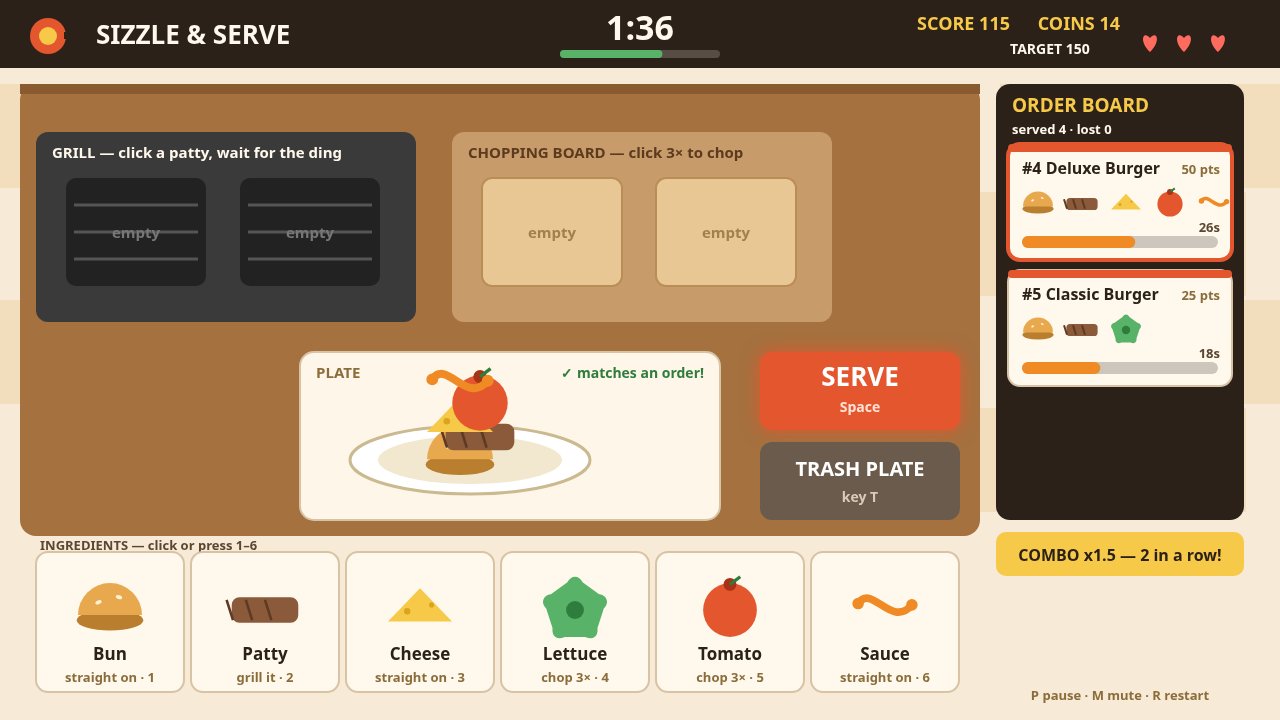 SIZZLE & SERVE
1:36
SCORE 115 COINS 14
TARGET 150
GRILL — click a patty, wait for the ding
empty
empty
CHOPPING BOARD — click 3× to chop
empty
empty
ORDER BOARD
served 4 · lost 0
#4 Deluxe Burger 50 pts
26s
#5 Classic Burger 25 pts
18s
PLATE
✓ matches an order!
SERVE
Space
TRASH PLATE
key T
INGREDIENTS — click or press 1–6
Bun
straight on · 1
Patty
grill it · 2
Cheese
straight on · 3
Lettuce
chop 3× · 4
Tomato
chop 3× · 5
Sauce
straight on · 6
COMBO x1.5 — 2 in a row!
P pause · M mute · R restart